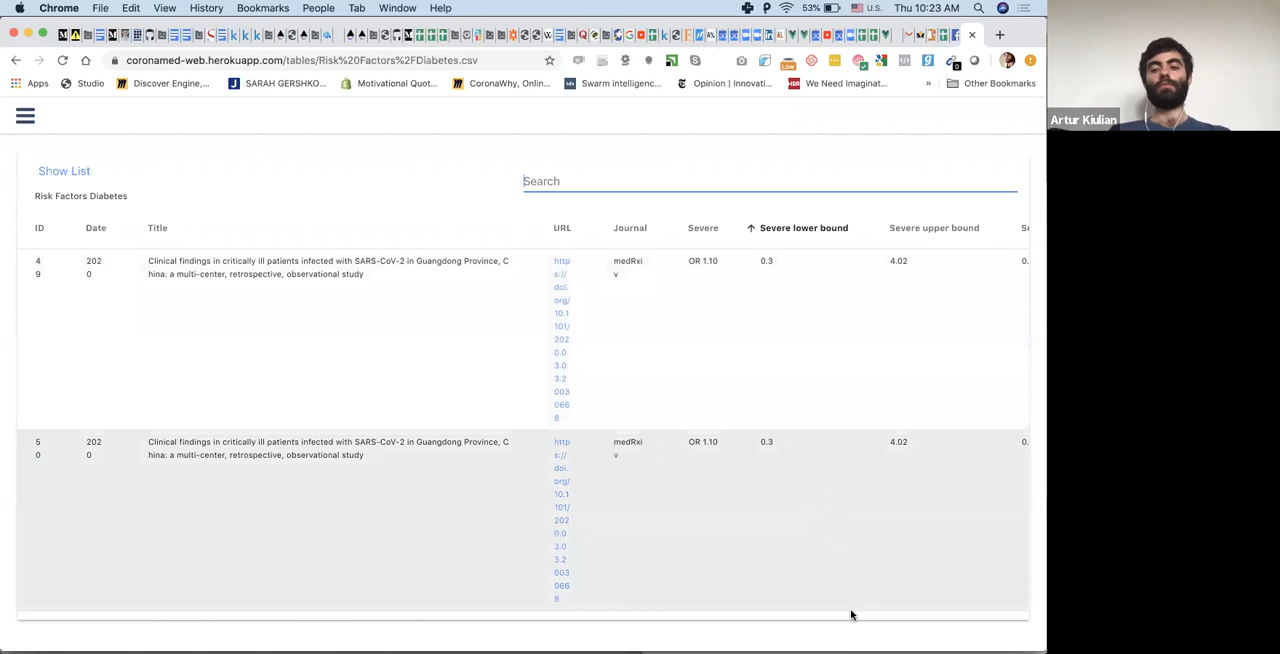 Chrome File Edit View History Bookmarks People Tab Window Help 53% U.S. Thu 10:23 AM
coronamed-web.herokuapp.com/tables/Risk%20Factors%2FDiabetes.csv
Apps Studio Discover Engine,... SARAH GERSHKO... Motivational Quot... CoronaWhy, Onlin... Swarm intelligenc... Opinion | Innovati... We Need Imaginat... » Other Bookmarks
Artur Kiulian
Show List
Search
Risk Factors Diabetes
ID Date Title URL Journal Severe Severe lower bound Severe upper bound
4 202 Clinical findings in critically ill patients infected with SARS-CoV-2 in Guangdong Province, C http medRxi OR 1.10 0.3 4.02 0.
9 0 hina: a multi-center, retrospective, observational study s:// v
doi.
org/
10.1
101/
202
0.0
3.0
3.2
003
066
8
5 202 Clinical findings in critically ill patients infected with SARS-CoV-2 in Guangdong Province, C http medRxi OR 1.10 0.3 4.02 0.
0 0 hina: a multi-center, retrospective, observational study s:// v
doi.
org/
10.1
101/
202
0.0
3.0
3.2
003
066
8